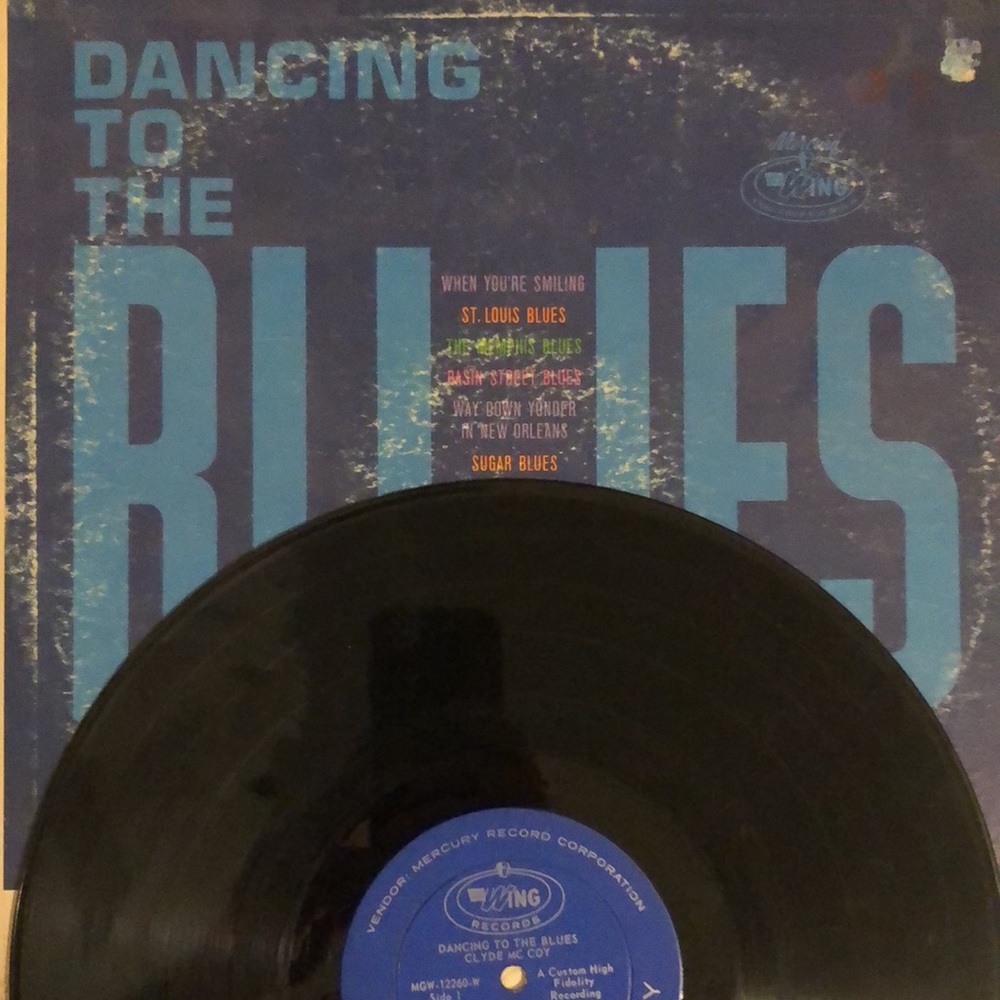 DANCING
TO
THE
BLUES
Mercury
WING
WHEN YOU'RE SMILING
ST. LOUIS BLUES
THE MEMPHIS BLUES
BASIN STREET BLUES
WAY DOWN YONDER
IN NEW ORLEANS
SUGAR BLUES
VENDOR: MERCURY RECORD CORPORATION
WING
RECORDS
DANCING TO THE BLUES
CLYDE MC COY
MGW-12260-W
Side 1
A Custom High
Fidelity
Recording
Y